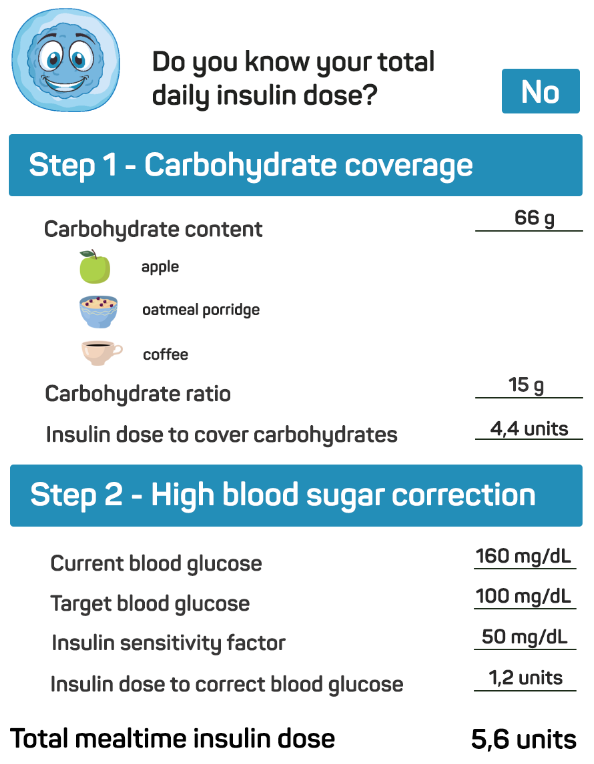 Do you know your total
daily insulin dose?
No
Step 1 - Carbohydrate coverage
Carbohydrate content 66 g
apple
oatmeal porridge
coffee
Carbohydrate ratio 15 g
Insulin dose to cover carbohydrates 4,4 units
Step 2 - High blood sugar correction
Current blood glucose 160 mg/dL
Target blood glucose 100 mg/dL
Insulin sensitivity factor 50 mg/dL
Insulin dose to correct blood glucose 1,2 units
Total mealtime insulin dose 5,6 units